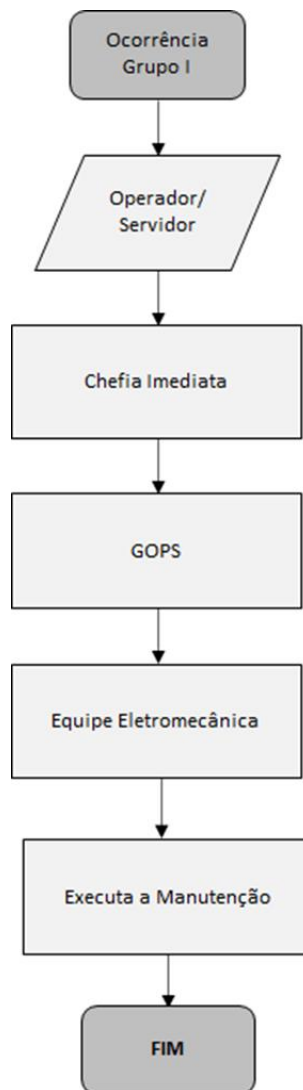 Ocorrência
Grupo I
Operador/
Servidor
Chefia Imediata
GOPS
Equipe Eletromecânica
Executa a Manutenção
FIM